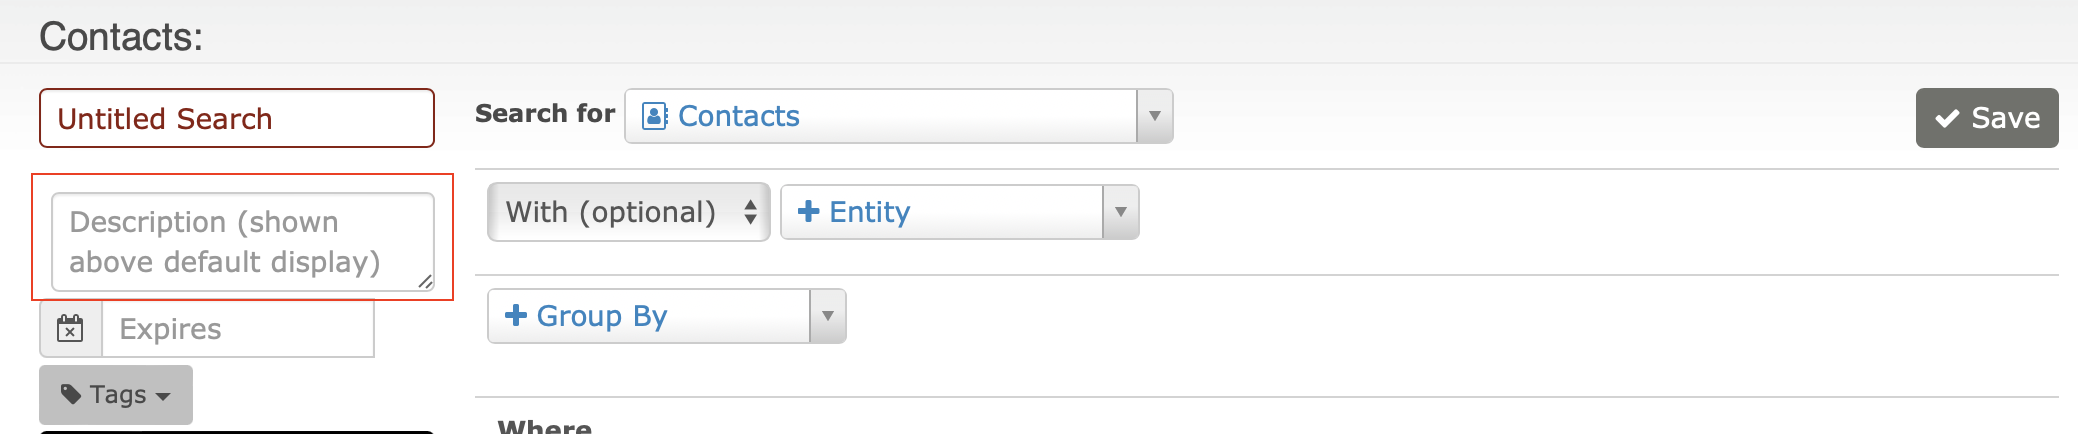 Contacts:
Untitled Search
Search for Contacts
Save
Description (shown
above default display)
With (optional) Entity
Expires
Group By
Tags
Where